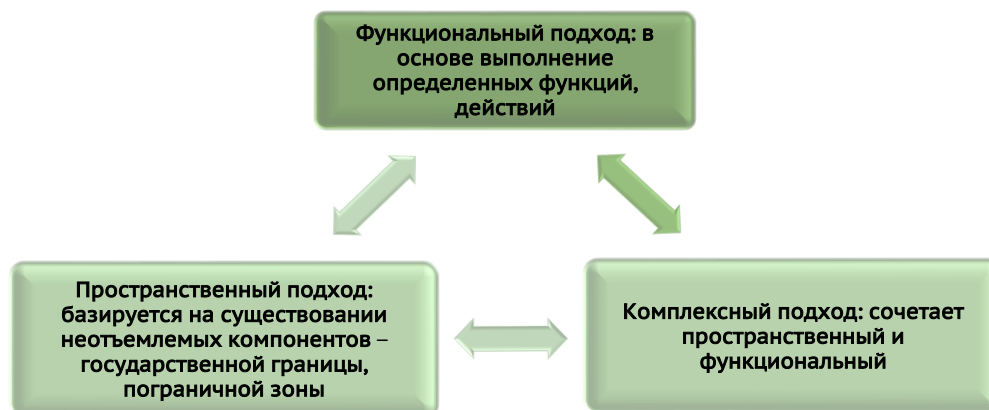 Функциональный подход: в
основе выполнение
определенных функций,
действий
Пространственный подход:
базируется на существовании
неотъемлемых компонентов –
государственной границы,
пограничной зоны
Комплексный подход: сочетает
пространственный и
функциональный